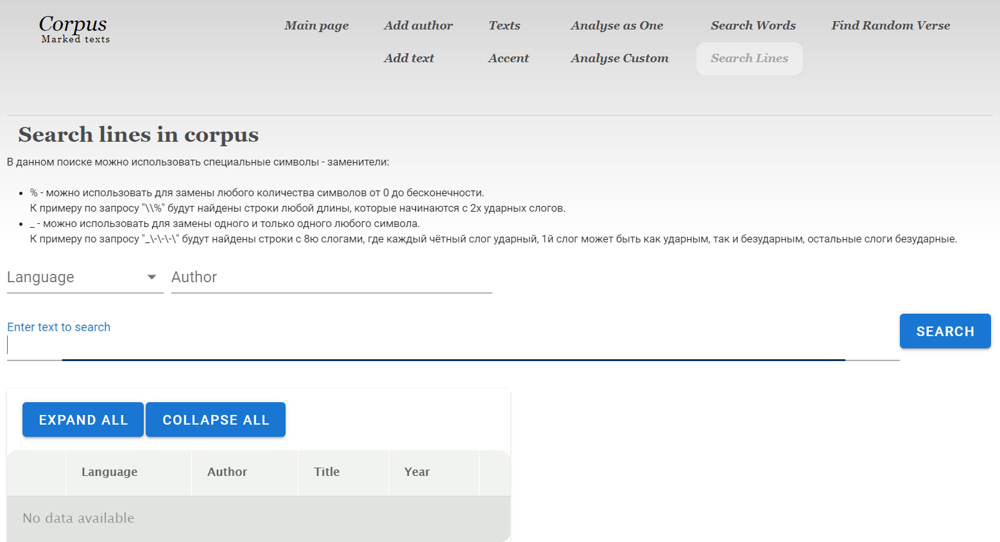 Corpus
Marked texts
Main page
Add author
Texts
Analyse as One
Search Words
Find Random Verse
Add text
Accent
Analyse Custom
Search Lines
Search lines in corpus
В данном поиске можно использовать специальные символы - заменители:
• % - можно использовать для замены любого количества символов от 0 до бесконечности.
К примеру по запросу "\\%" будут найдены строки любой длины, которые начинаются с 2х ударных слогов.
• _ - можно использовать для замены одного и только одного любого символа.
К примеру по запросу "_\-\-\-\" будут найдены строки с 8ю слогами, где каждый чётный слог ударный, 1й слог может быть как ударным, так и безударным, остальные слоги безударные.
Language
Author
Enter text to search
SEARCH
EXPAND ALL
COLLAPSE ALL
Language
Author
Title
Year
No data available